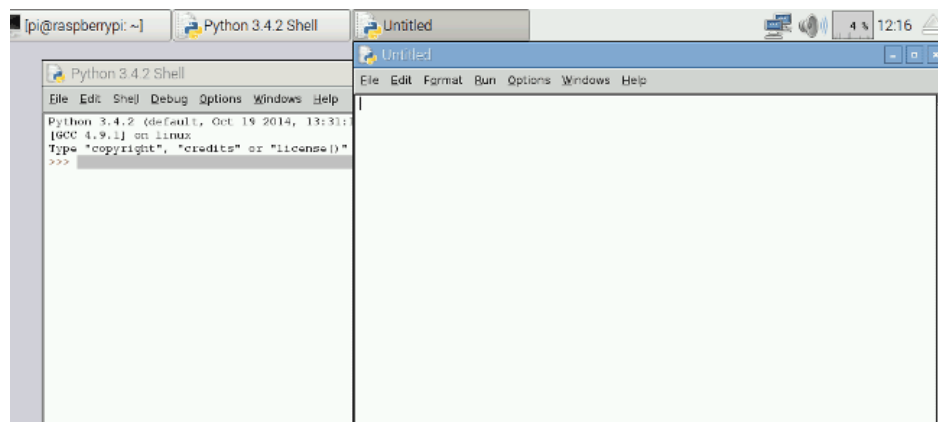 [pi@raspberrypi: ~] Python 3.4.2 Shell Untitled 4 % 12:16
Untitled
Python 3.4.2 Shell
File Edit Format Run Options Windows Help
File Edit Shell Debug Options Windows Help
Python 3.4.2 (default, Oct 19 2014, 13:31:
[GCC 4.9.1] on linux
Type "copyright", "credits" or "license()"
>>>